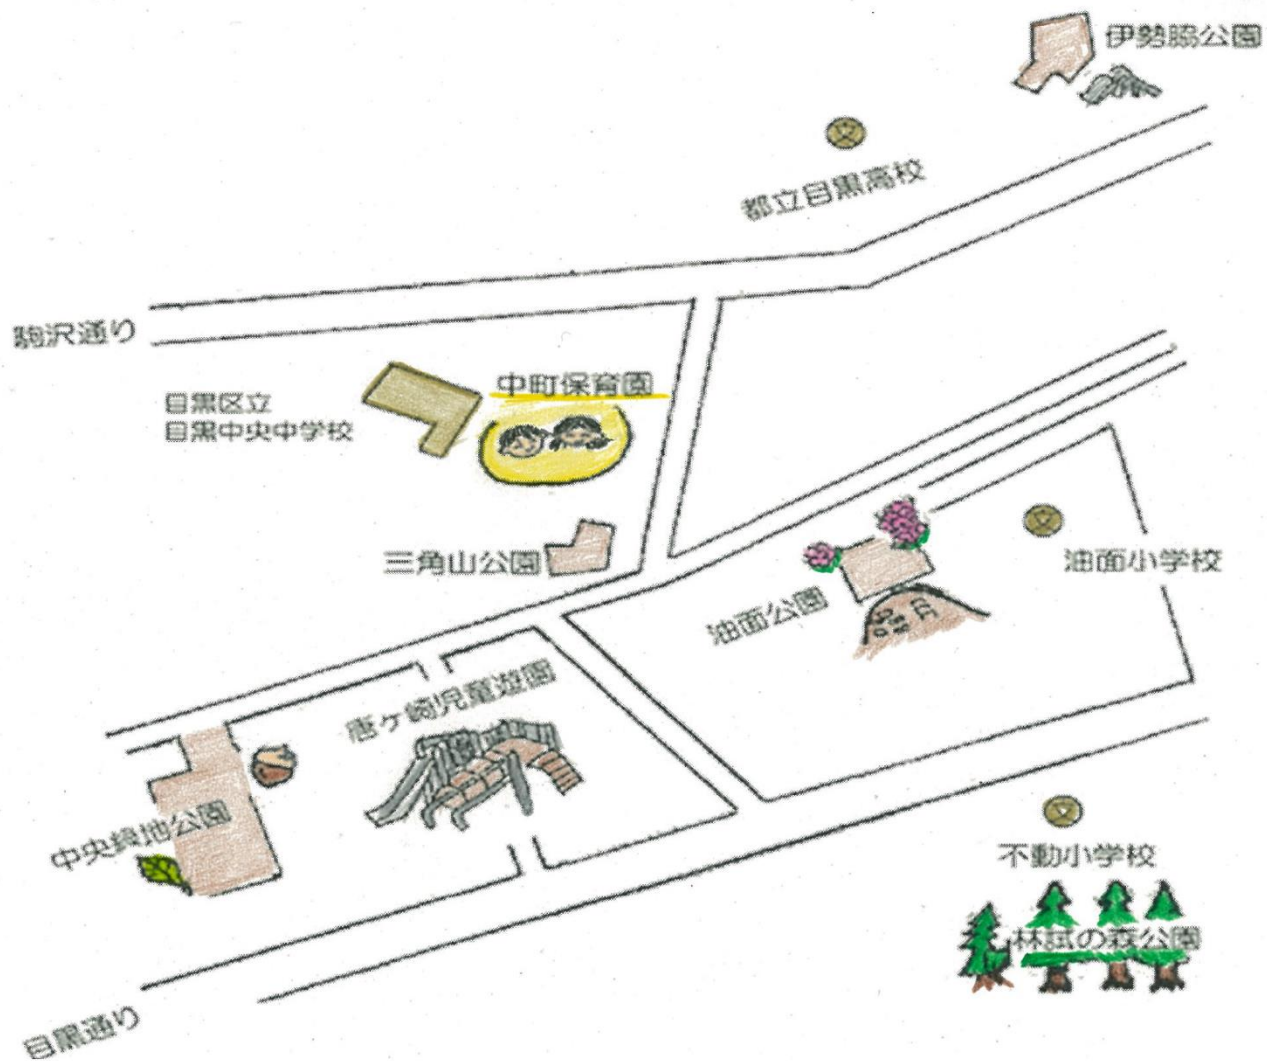 伊勢脇公園
都立目黒高校
駒沢通り
中町保育園
目黒区立
目黒中央中学校
三角山公園
油面小学校
油面公園
唐ヶ崎児童遊園
中央緑地公園
不動小学校
林試の森公園
目黒通り